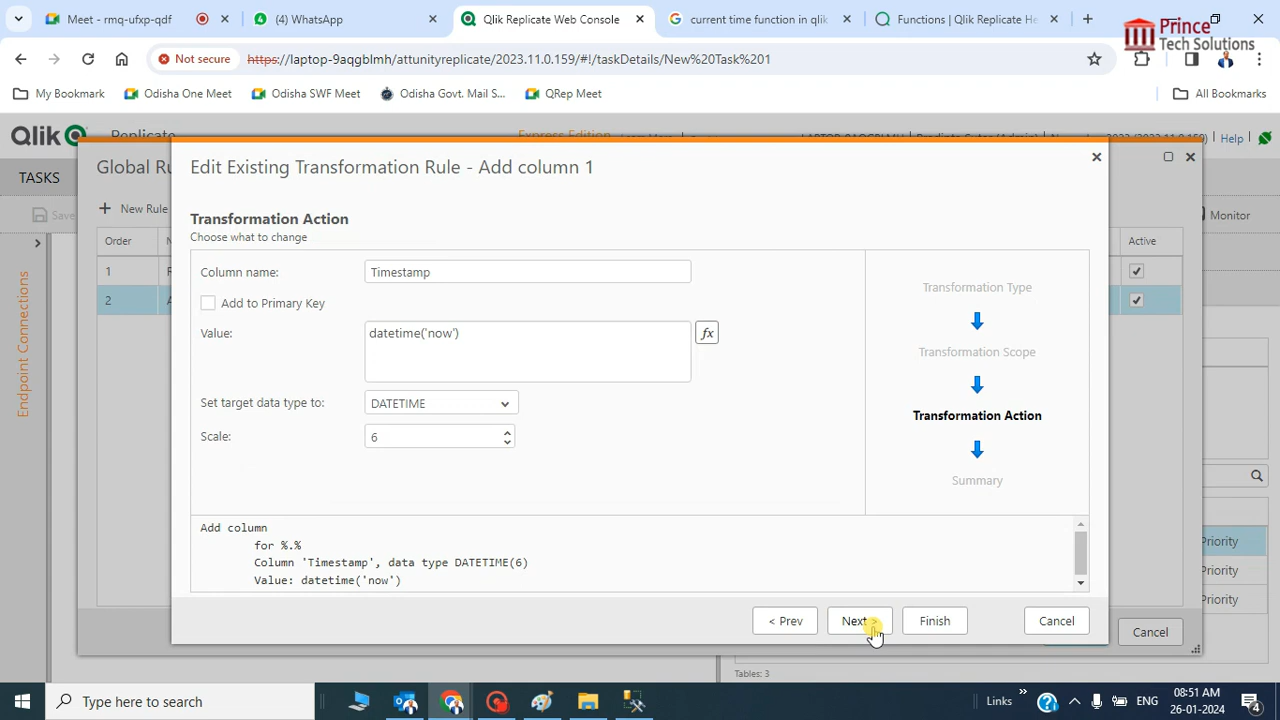 Meet - rmq-ufxp-qdf
(4) WhatsApp
Qlik Replicate Web Console
current time function in qlik
Functions | Qlik Replicate He
Prince
Tech Solutions
Not secure
https://laptop-9aqgblmh/attunityreplicate/2023.11.0.159/#!/taskDetails/New%20Task%201
My Bookmark
Odisha One Meet
Odisha SWF Meet
Odisha Govt. Mail S...
QRep Meet
All Bookmarks
Qlik Replicate
Express Edition
Help
TASKS
Global Ru
Edit Existing Transformation Rule - Add column 1
Save
New Rule
Monitor
Transformation Action
Choose what to change
Order
Active
Column name:
Timestamp
1
Transformation Type
Add to Primary Key
2
Value:
datetime('now')
fx
Transformation Scope
Endpoint Connections
Set target data type to:
DATETIME
Transformation Action
Scale:
6
Summary
Add column
for %.%
Column 'Timestamp', data type DATETIME(6)
Value: datetime('now')
Priority
Priority
Priority
< Prev
Next >
Finish
Cancel
Cancel
Tables: 3
Type here to search
Links
ENG
08:51 AM
26-01-2024
4